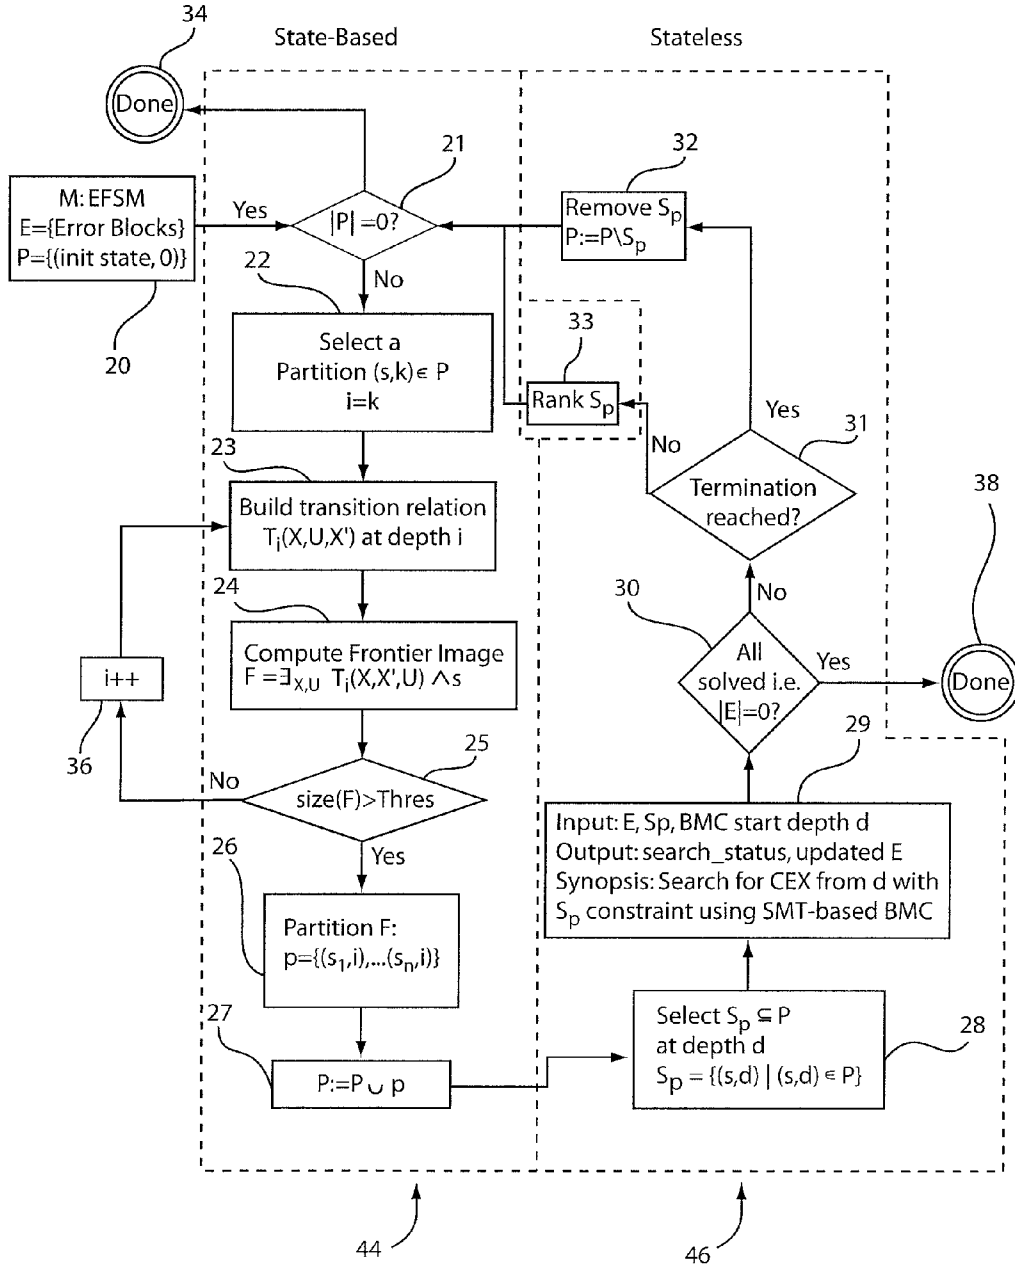 34
State-Based
Stateless
Done
21
32
M: EFSM
E={Error Blocks}
P={(init state, 0)}
Yes
|P|=0?
Remove Sp
P:=P\Sp
20
No
22
Select a
Partition (s,k)∈ P
i=k
33
Rank Sp
Yes
No
31
Termination
reached?
23
Build transition relation
Ti(X,U,X') at depth i
38
24
Compute Frontier Image
F =∃X,U Ti(X,X',U) ∧s
30
No
All
solved i.e.
|E|=0?
Yes
Done
i++
36
No
25
size(F)>Thres
Yes
29
Input: E, Sp, BMC start depth d
Output: search_status, updated E
Synopsis: Search for CEX from d with
Sp constraint using SMT-based BMC
26
Partition F:
p={(s1,i),...(sn,i)}
27
P:=P ∪ p
Select Sp ⊆ P
at depth d
Sp = {(s,d) | (s,d) ∈ P}
28
44
46